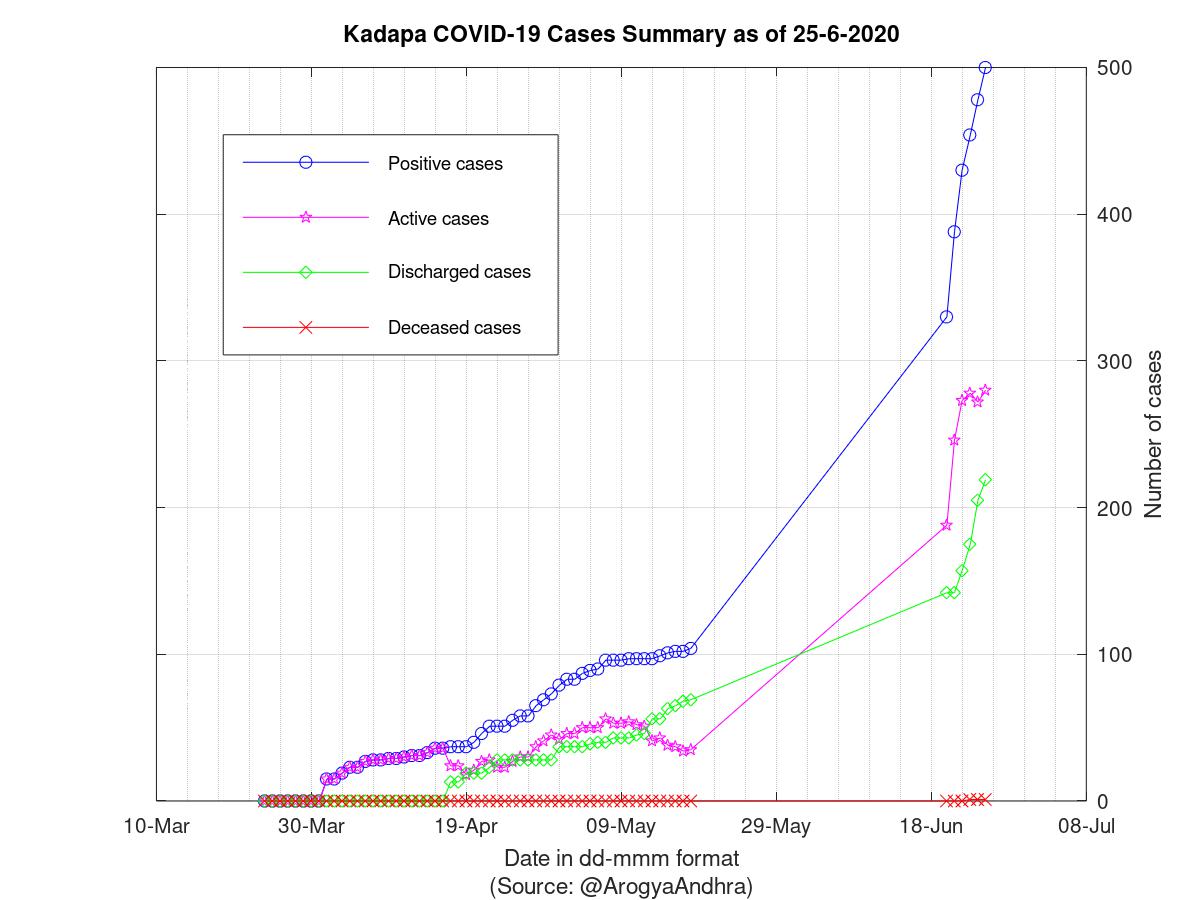 Kadapa COVID-19 Cases Summary as of 25-6-2020
500
Positive cases
Active cases
400
Discharged cases
Deceased cases
300
Number of cases
200
100
0
10-Mar 30-Mar 19-Apr 09-May 29-May 18-Jun 08-Jul
Date in dd-mmm format
(Source: @ArogyaAndhra)